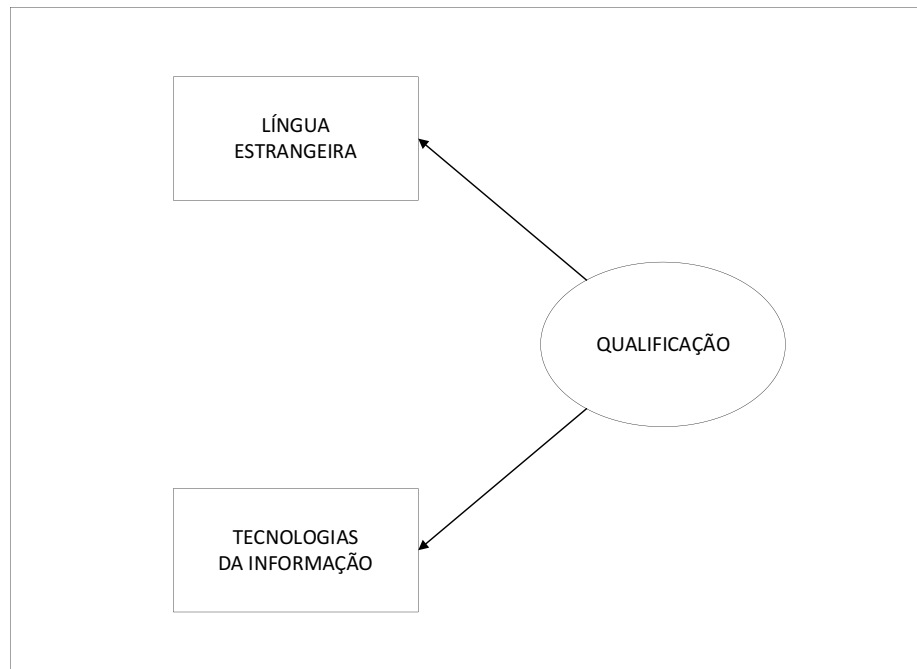 LÍNGUA
ESTRANGEIRA
QUALIFICAÇÃO
TECNOLOGIAS
DA INFORMAÇÃO